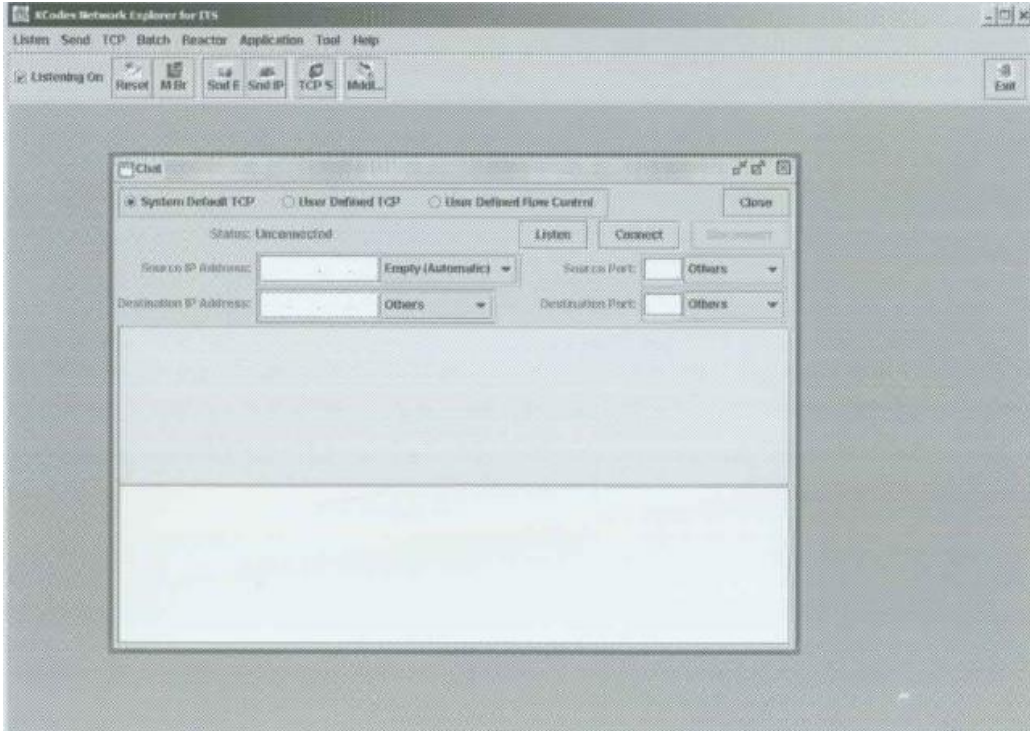 XCodes Network Explorer for ITS
Listen Send TCP Batch Reactor Application Tool Help
Listening On Reset M Br Snd E Snd IP TCP S Mddl... Exit
Chat
System Default TCP User Defined TCP User Defined Flow Control Close
Status: Unconnected Listen Connect Disconnect
Source IP Address: Empty (Automatic) Source Port: Others
Destination IP Address: Others Destination Port: Others